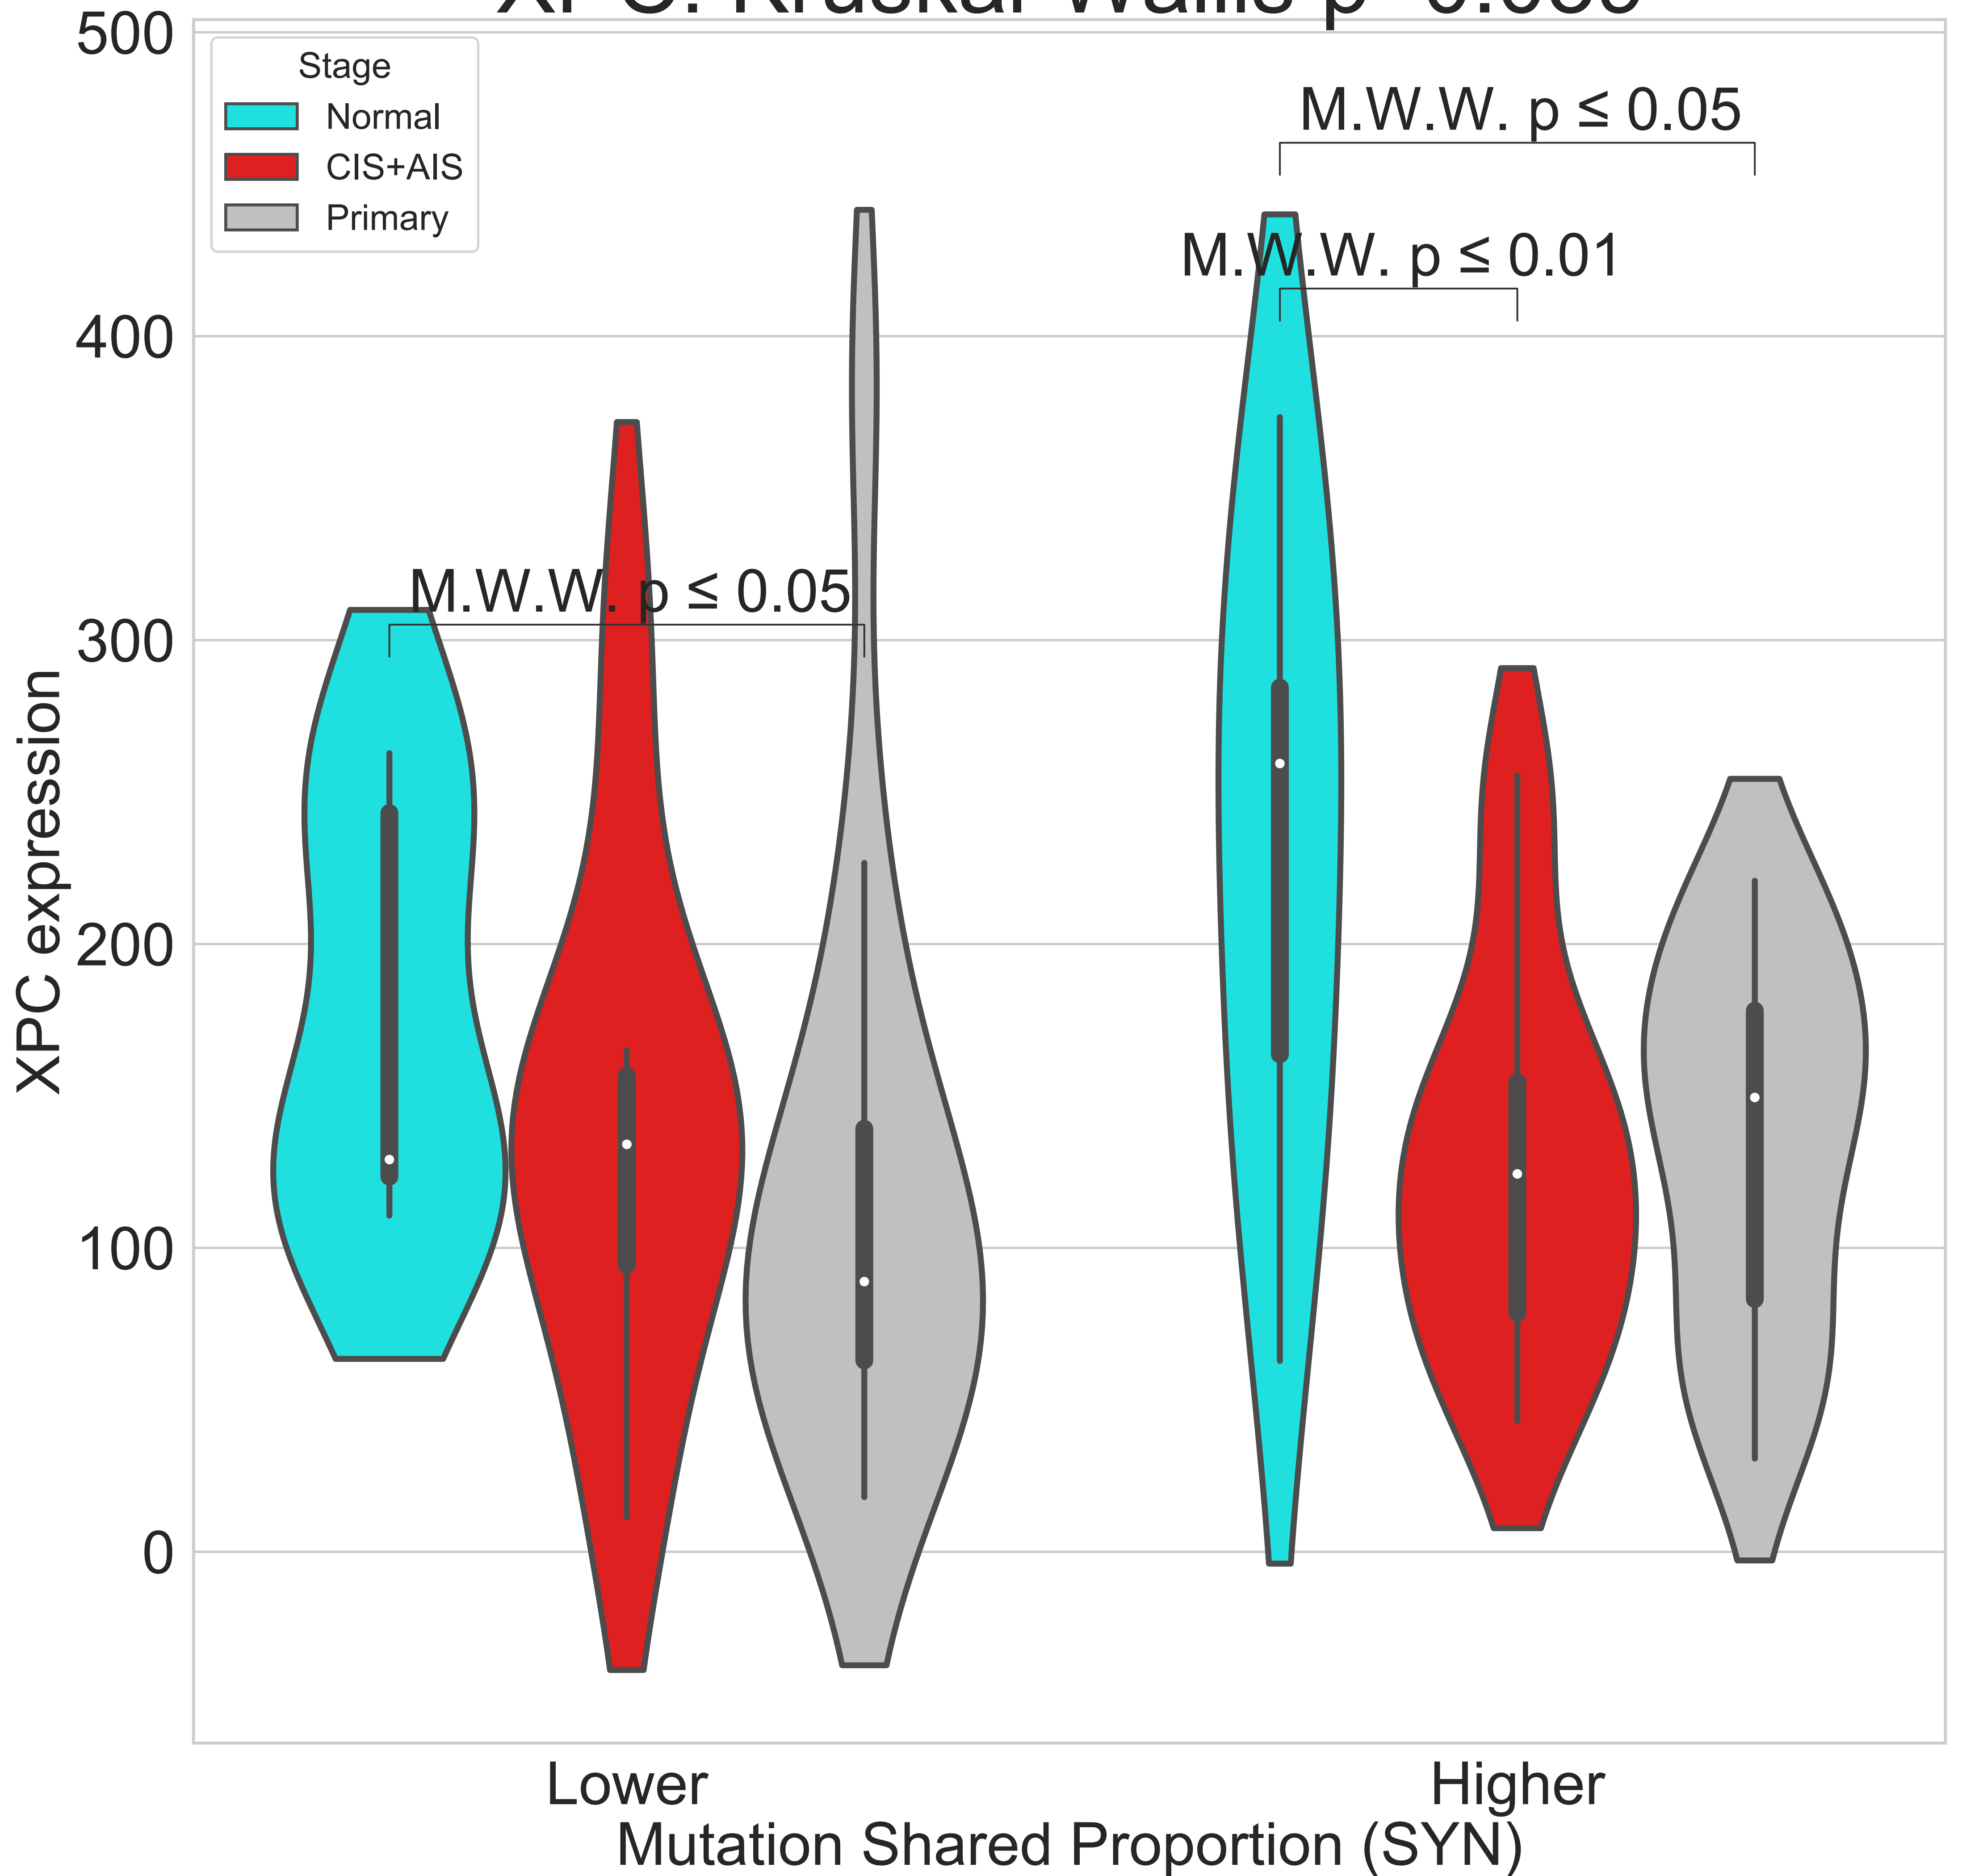 500
Stage
Normal
CIS+AIS
Primary
M.W.W. p ≤ 0.05
M.W.W. p ≤ 0.01
400
M.W.W. p ≤ 0.05
300
200
100
0
XPC expression
Lower
Higher
Mutation Shared Proportion (SYN)